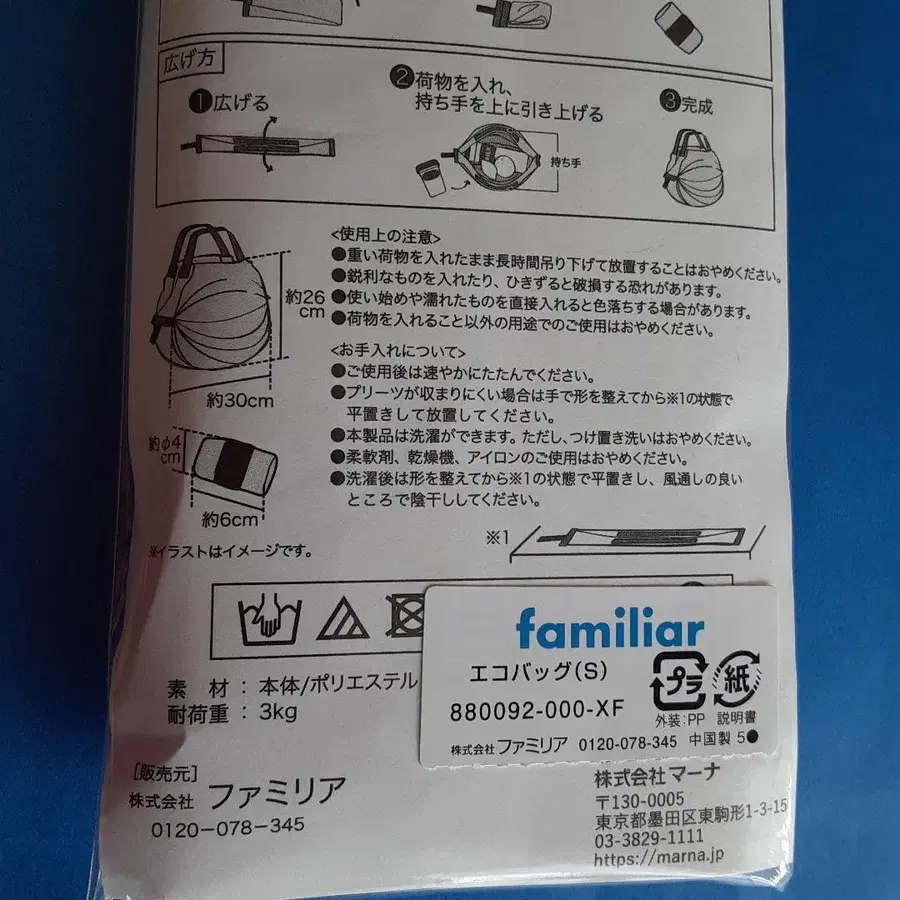 広げ方
❶広げる
❷荷物を入れ、
持ち手を上に引き上げる
❸完成
持ち手
<使用上の注意>
●重い荷物を入れたまま長時間吊り下げて放置することはおやめください。
●鋭利なものを入れたり、ひきずると破損する恐れがあります。
●使い始めや濡れたものを直接入れると色落ちする場合があります。
●荷物を入れること以外の用途でのご使用はおやめください。
約26
cm
約30cm
<お手入れについて>
●ご使用後は速やかにたたんでください。
●プリーツが収まりにくい場合は手で形を整えてから※1の状態で
平置きして放置してください。
●本製品は洗濯ができます。ただし、つけ置き洗いはおやめください。
●柔軟剤、乾燥機、アイロンのご使用はおやめください。
●洗濯後は形を整えてから※1の状態で平置きし、風通しの良い
ところで陰干ししてください。
約φ4
cm
約6cm
※イラストはイメージです。
※1
素 材 : 本体/ポリエステル
耐荷重 : 3kg
familiar
エコバッグ(S)
880092-000-XF
プラ
紙
外装:PP 説明書
株式会社 ファミリア 0120-078-345 中国製 5●
[販売元]
株式会社 ファミリア
0120-078-345
株式会社マーナ
〒130-0005
東京都墨田区東駒形1-3-15
03-3829-1111
https://marna.jp